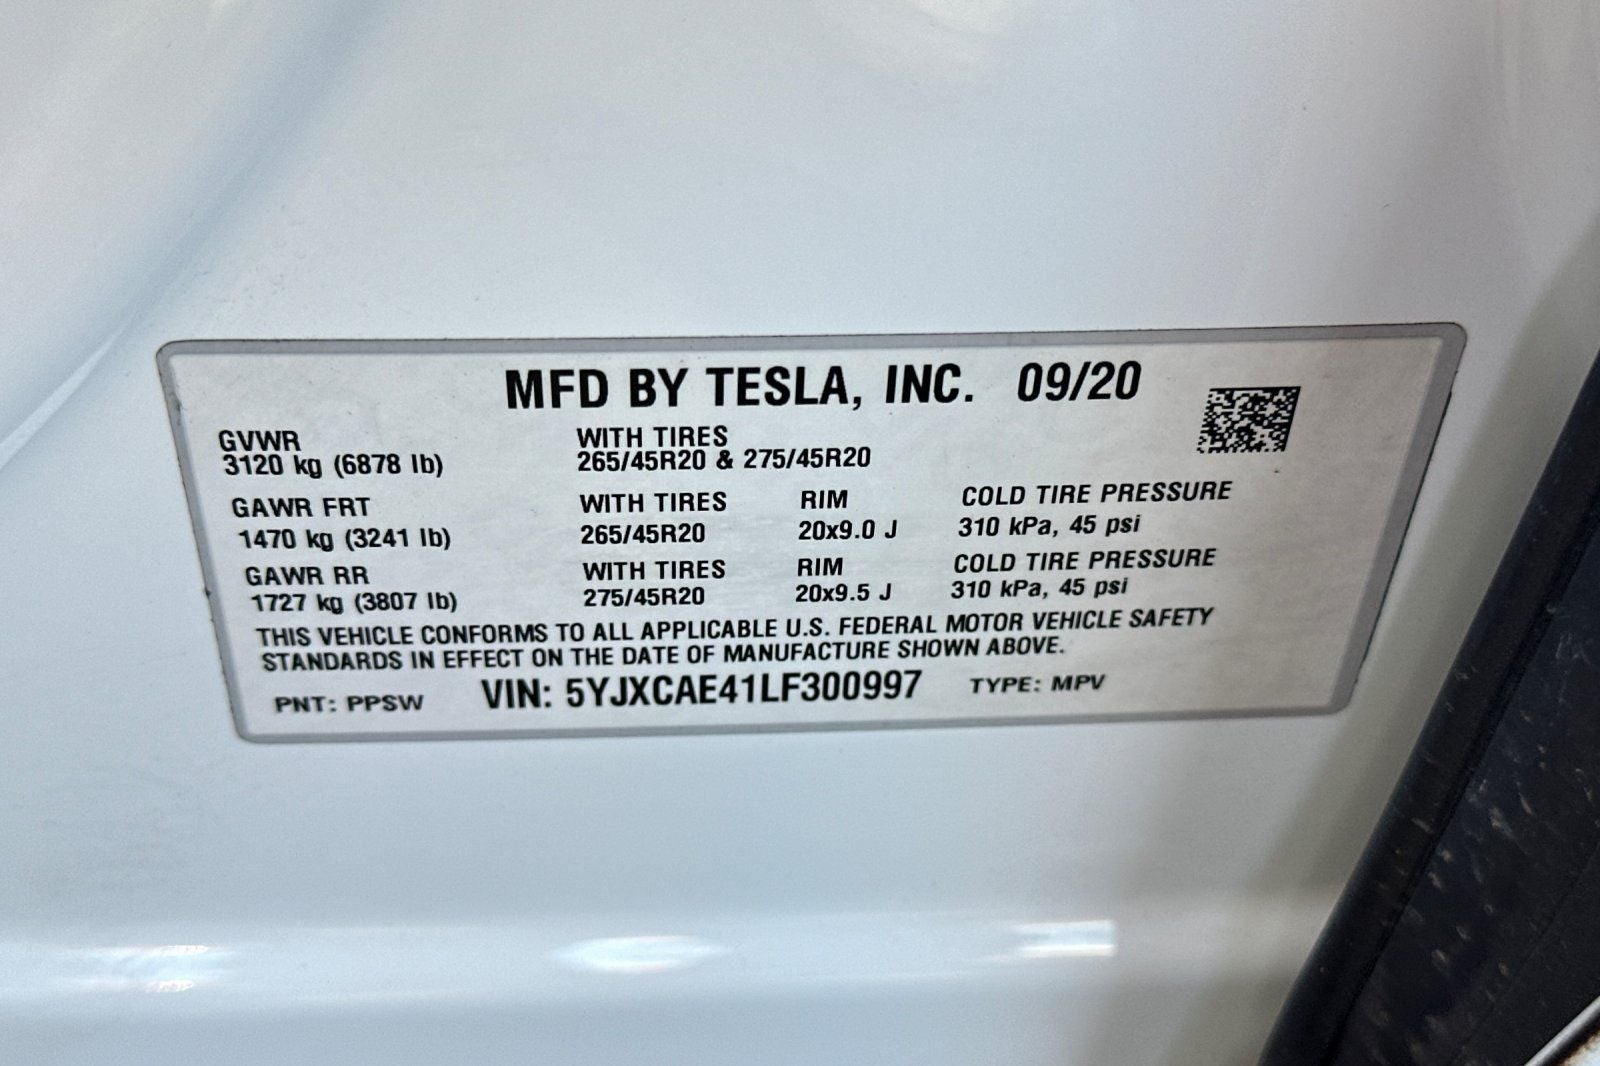 MFD BY TESLA, INC. 09/20
GVWR
3120 kg (6878 lb)
WITH TIRES
265/45R20 & 275/45R20
GAWR FRT WITH TIRES RIM COLD TIRE PRESSURE
1470 kg (3241 lb) 265/45R20 20x9.0 J 310 kPa, 45 psi
GAWR RR WITH TIRES RIM COLD TIRE PRESSURE
1727 kg (3807 lb) 275/45R20 20x9.5 J 310 kPa, 45 psi
THIS VEHICLE CONFORMS TO ALL APPLICABLE U.S. FEDERAL MOTOR VEHICLE SAFETY
STANDARDS IN EFFECT ON THE DATE OF MANUFACTURE SHOWN ABOVE.
PNT: PPSW VIN: 5YJXCAE41LF300997 TYPE: MPV